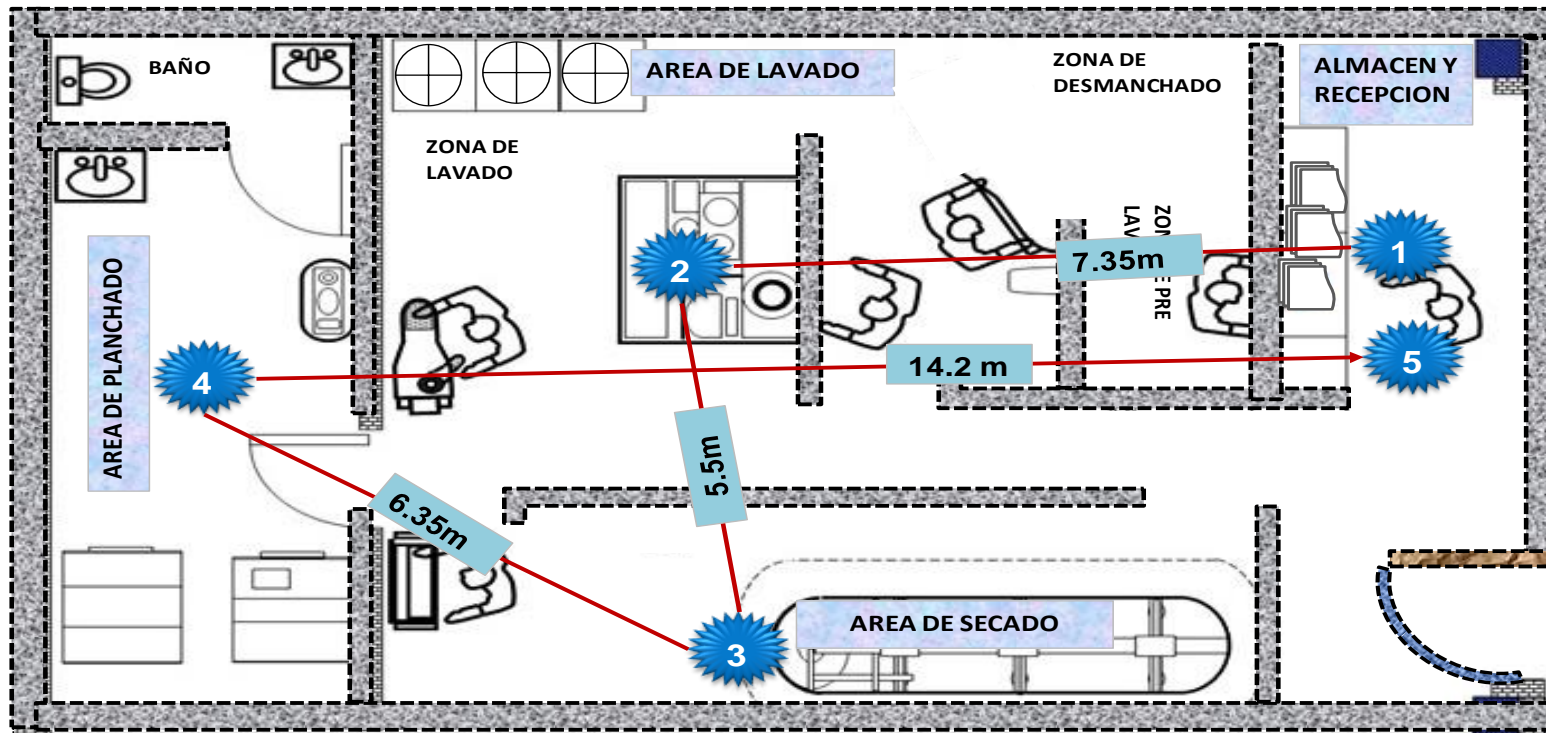 BAÑO
AREA DE LAVADO
ZONA DE
DESMANCHADO
ALMACEN Y
RECEPCION
ZONA DE
LAVADO
AREA DE PLANCHADO
2
7.35m
1
4
14.2 m
5
5.5m
6.35m
3
AREA DE SECADO